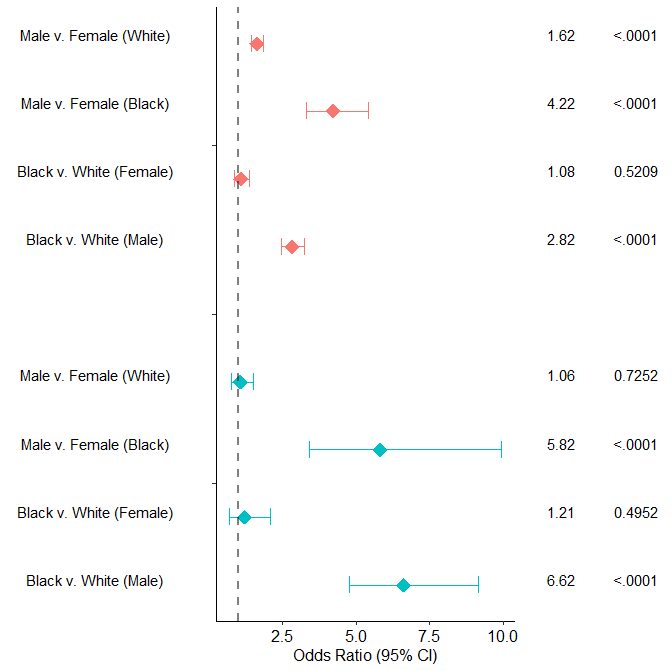 Male v. Female (White) 1.62 <.0001
Male v. Female (Black) 4.22 <.0001
Black v. White (Female) 1.08 0.5209
Black v. White (Male) 2.82 <.0001
Male v. Female (White) 1.06 0.7252
Male v. Female (Black) 5.82 <.0001
Black v. White (Female) 1.21 0.4952
Black v. White (Male) 6.62 <.0001
2.5 5.0 7.5 10.0
Odds Ratio (95% CI)